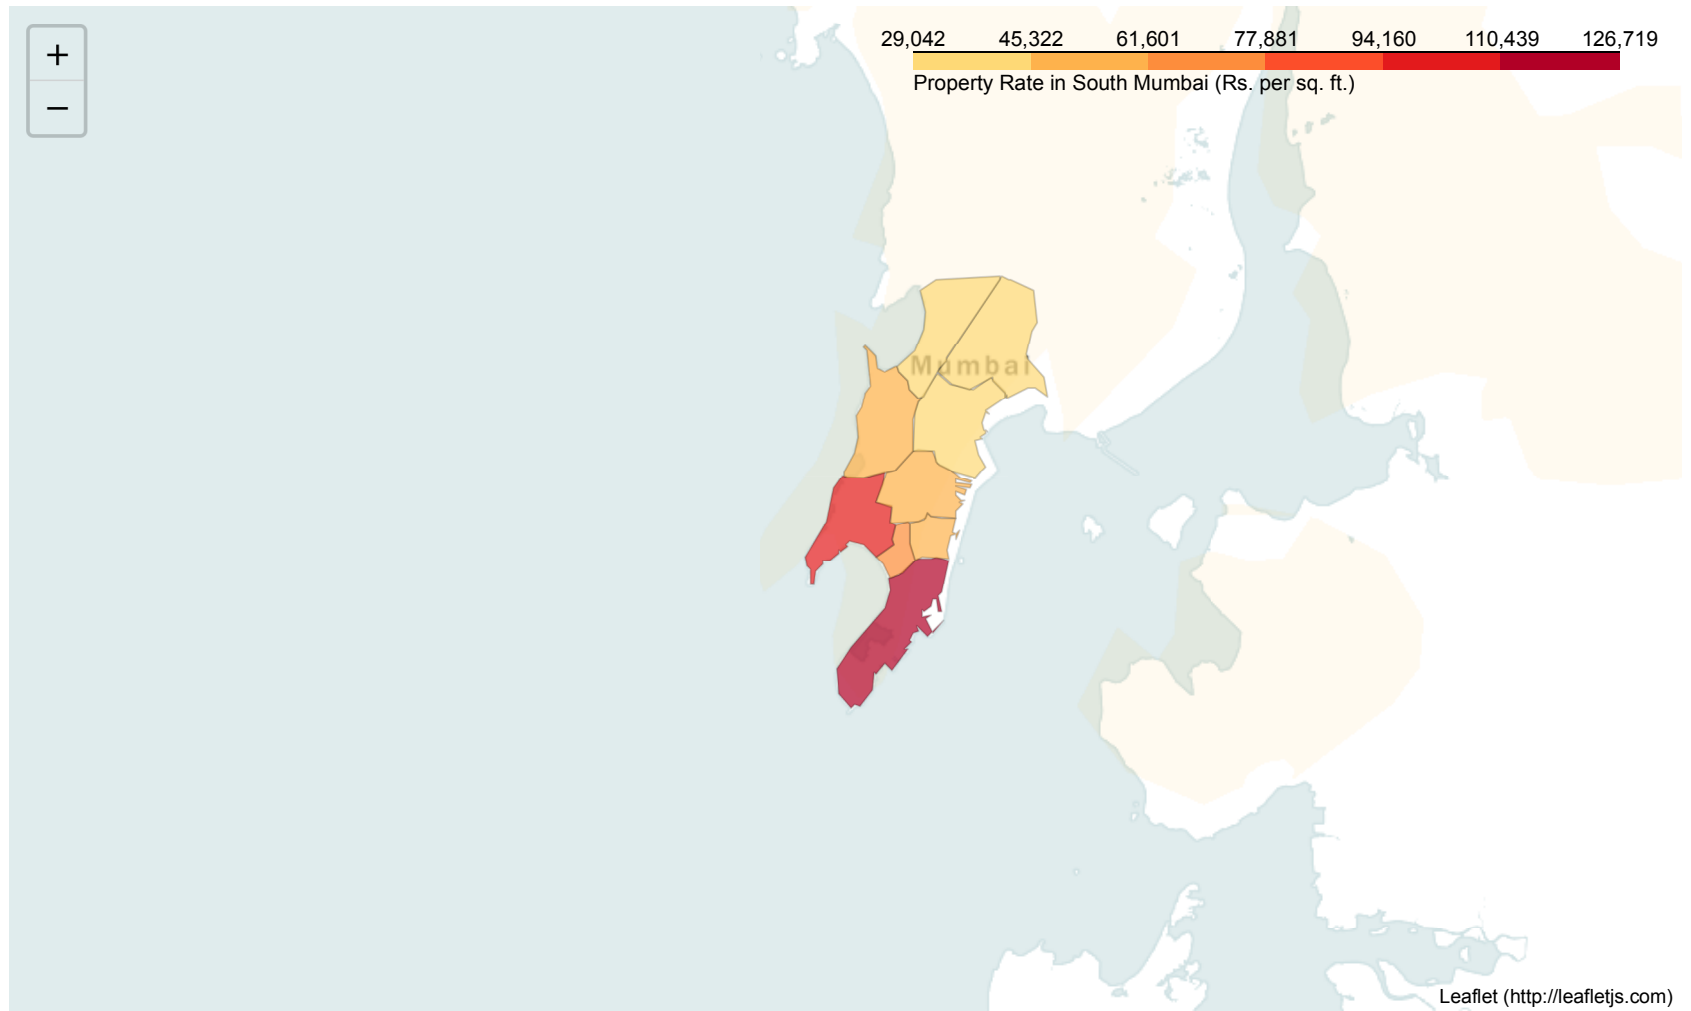 +
−
29,042 45,322 61,601 77,881 94,160 110,439 126,719
Property Rate in South Mumbai (Rs. per sq. ft.)
Mumbai
Leaflet (http://leafletjs.com)